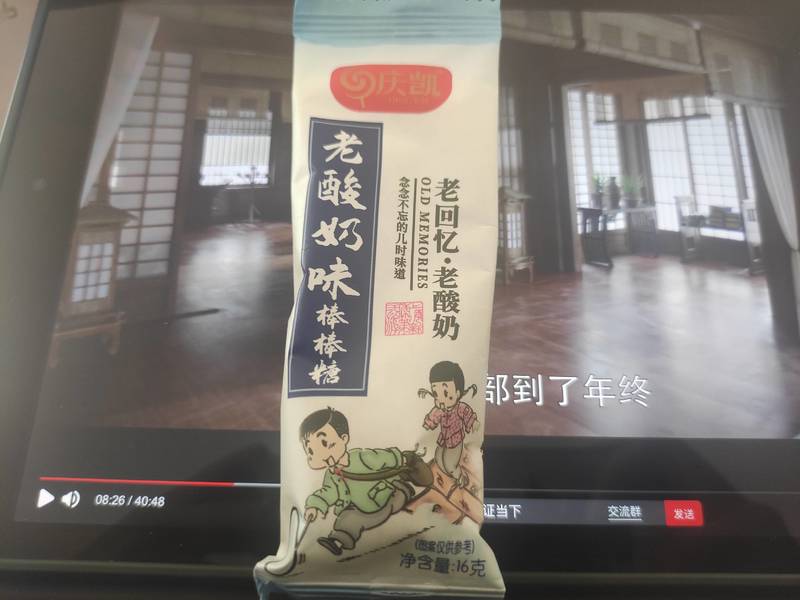 庆凯
老酸奶味棒棒糖
老回忆·老酸奶
OLD MEMORIES
念念不忘的儿时味道
(图案仅供参考)
净含量:16克
部到了年终
08:26 / 40:48
证当下
交流群
发送